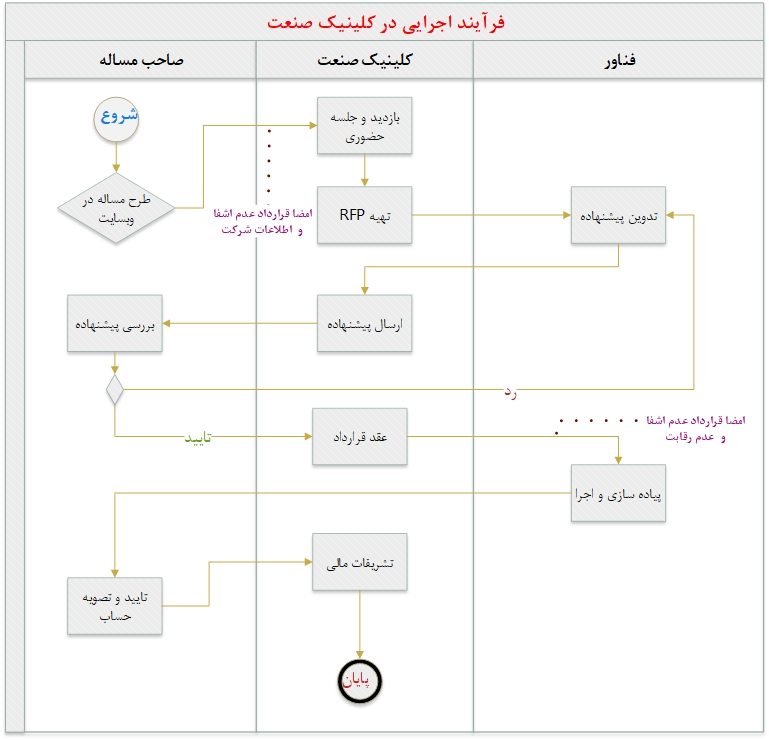 فرآیند اجرایی در کلینیک صنعت
فناور
کلینیک صنعت
صاحب مساله
شروع
بازدید و جلسه
حضوری
طرح مساله در
وبسایت
امضا قرارداد عدم اشفا
و اطلاعات شرکت
تهیه RFP
تدوین پیشنهاده
ارسال پیشنهاده
بررسی پیشنهاده
رد
امضا قرارداد عدم اشفا
و عدم رقابت
تایید
عقد قرارداد
پیاده سازی و اجرا
تشریفات مالی
تایید و تصویه
حساب
پایان